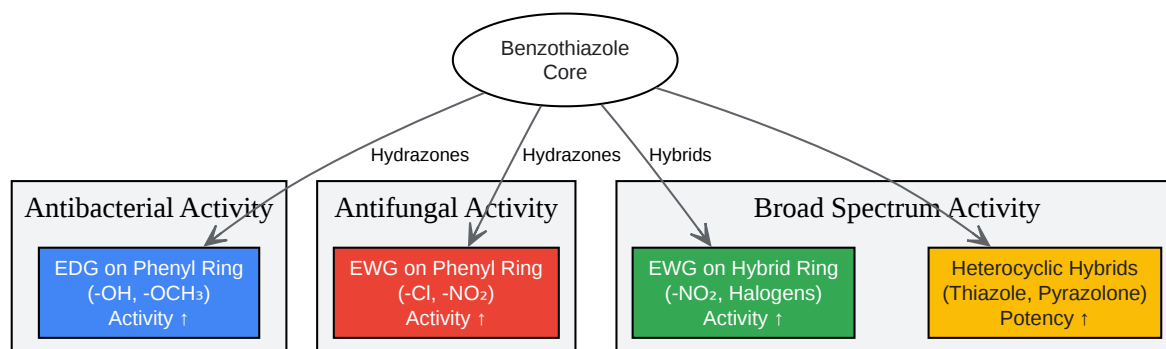 Benzothiazole
Core
Hydrazones
Hydrazones
Hybrids
Antibacterial Activity
Antifungal Activity
Broad Spectrum Activity
EDG on Phenyl Ring
(-OH, -OCH₃)
Activity ↑
EWG on Phenyl Ring
(-Cl, -NO₂)
Activity ↑
EWG on Hybrid Ring
(-NO₂, Halogens)
Activity ↑
Heterocyclic Hybrids
(Thiazole, Pyrazolone)
Potency ↑